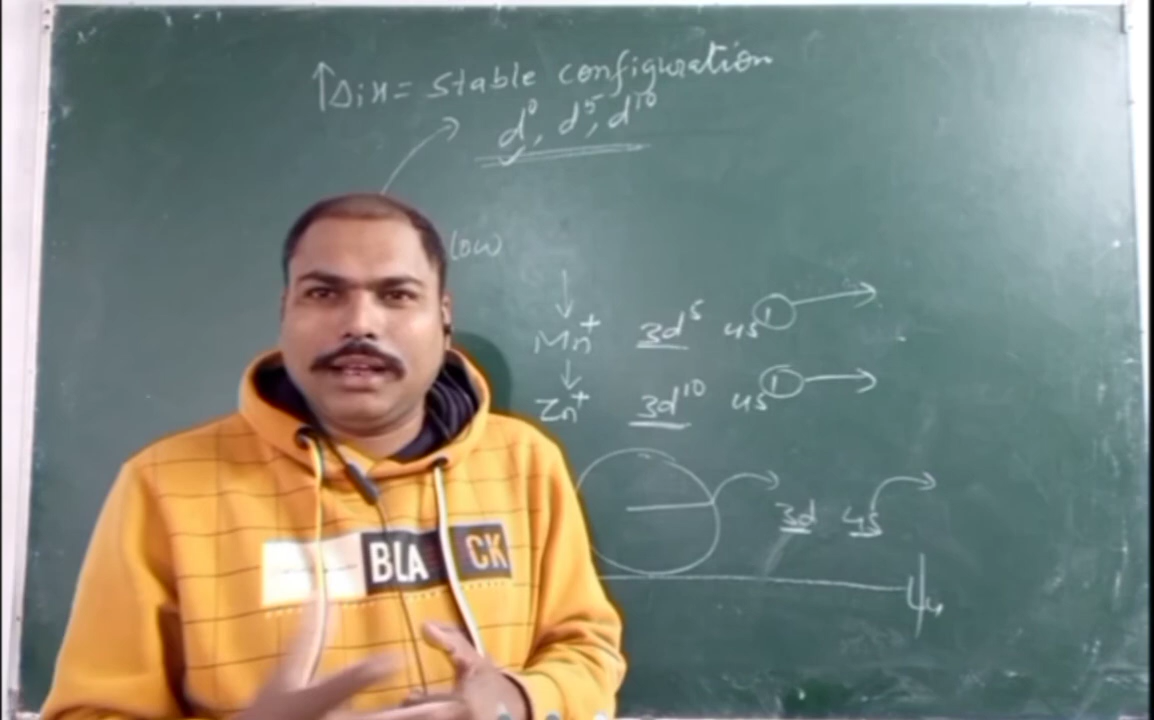 ↑ΔiH = Stable configuration
d⁰, d⁵, d¹⁰
low
Mn⁺ 3d⁵ 4s¹
Zn⁺ 3d¹⁰ 4s¹
3d 4s
BLACK